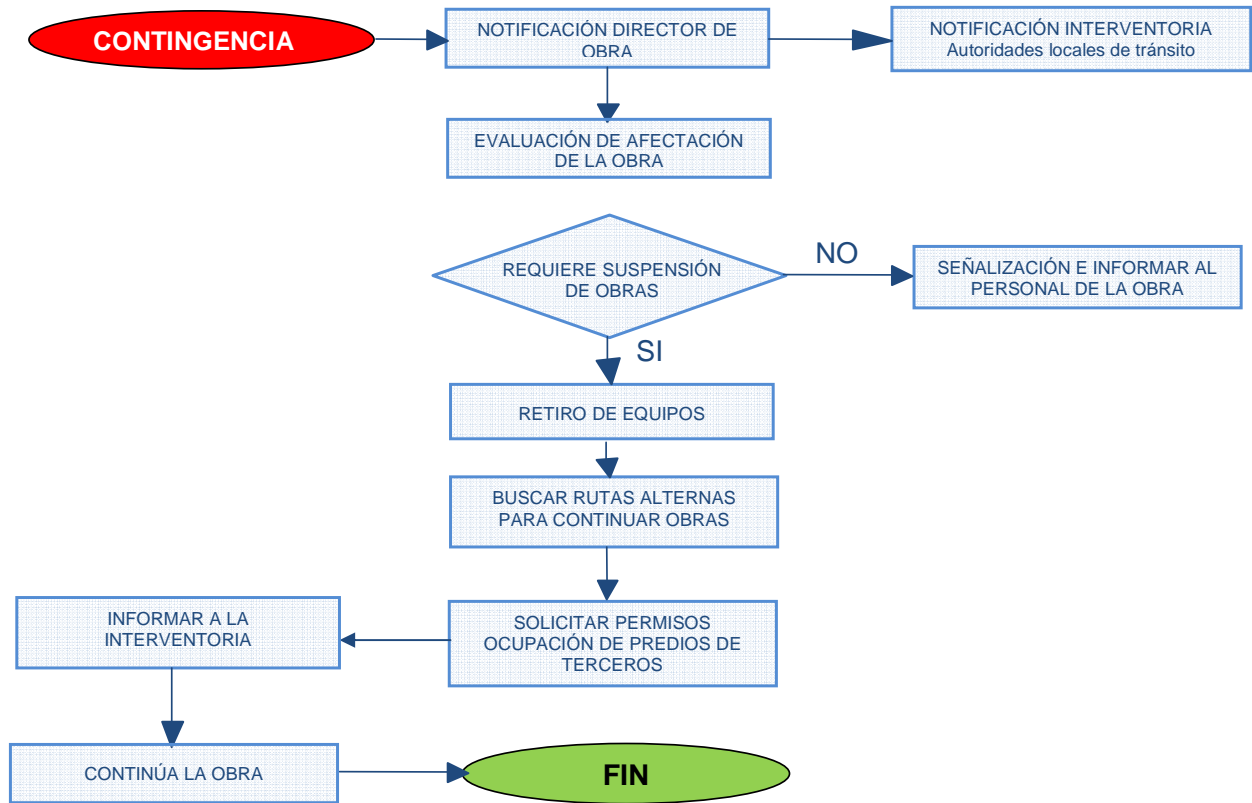 CONTINGENCIA
NOTIFICACIÓN DIRECTOR DE
OBRA
NOTIFICACIÓN INTERVENTORIA
Autoridades locales de tránsito
EVALUACIÓN DE AFECTACIÓN
DE LA OBRA
REQUIERE SUSPENSIÓN
DE OBRAS
NO
SEÑALIZACIÓN E INFORMAR AL
PERSONAL DE LA OBRA
SI
RETIRO DE EQUIPOS
BUSCAR RUTAS ALTERNAS
PARA CONTINUAR OBRAS
SOLICITAR PERMISOS
OCUPACIÓN DE PREDIOS DE
TERCEROS
INFORMAR A LA
INTERVENTORIA
CONTINÚA LA OBRA
FIN